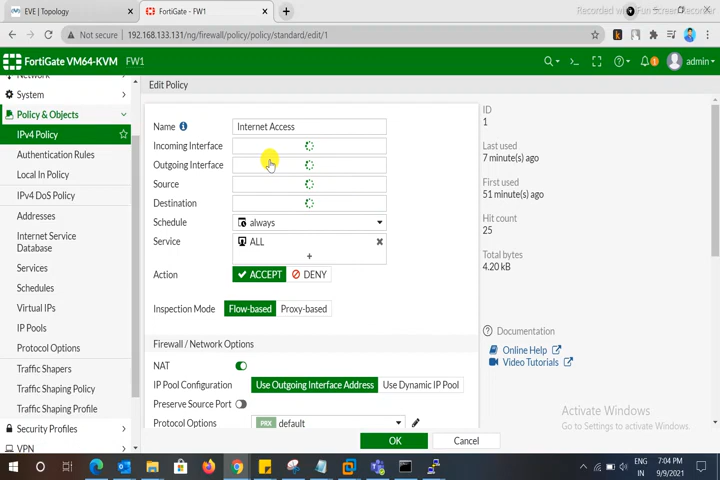 EVE | Topology
FortiGate - FW1
Recorded with Fun Screen Recorder
Not secure | 192.168.133.131/ng/firewall/policy/policy/standard/edit/1
FortiGate VM64-KVM
FW1
1
admin
Network
System
Policy & Objects
IPv4 Policy
Authentication Rules
Local In Policy
IPv4 DoS Policy
Addresses
Internet Service
Database
Services
Schedules
Virtual IPs
IP Pools
Protocol Options
Traffic Shapers
Traffic Shaping Policy
Traffic Shaping Profile
Security Profiles
VPN
Edit Policy
Name
Internet Access
Incoming Interface
Outgoing Interface
Source
Destination
Schedule
always
Service
ALL
+
Action
ACCEPT
DENY
Inspection Mode
Flow-based
Proxy-based
Firewall / Network Options
NAT
IP Pool Configuration
Use Outgoing Interface Address
Use Dynamic IP Pool
Preserve Source Port
Protocol Options
PRX
default
OK
Cancel
ID
1
Last used
7 minute(s) ago
First used
51 minute(s) ago
Hit count
25
Total bytes
4.20 kB
Documentation
Online Help
Video Tutorials
Activate Windows
Go to Settings to activate Windows.
ENG
IN
7:04 PM
9/9/2021